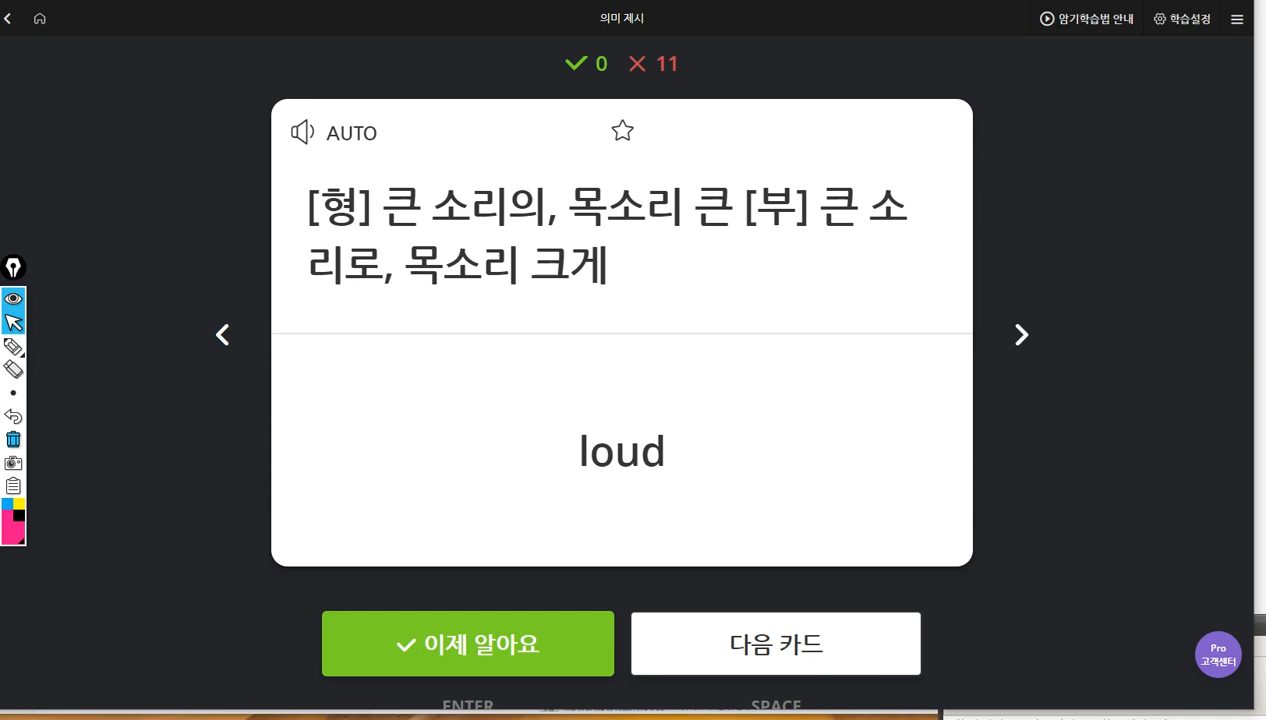 의미 제시
암기학습법 안내
학습설정
0
11
AUTO
[형] 큰 소리의, 목소리 큰 [부] 큰 소
리로, 목소리 크게
loud
이제 알아요
다음 카드
Pro
고객센터
ENTER
SPACE